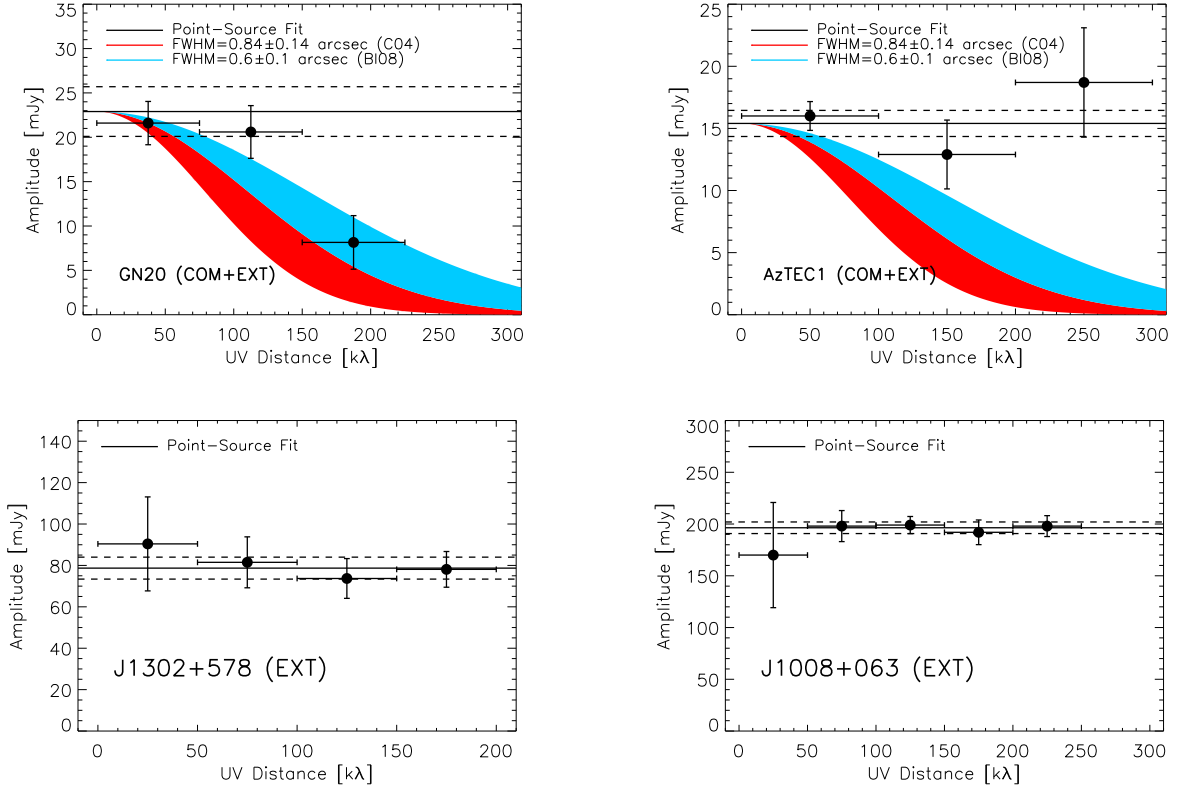 Point-Source Fit
FWHM=0.84±0.14 arcsec (C04)
FWHM=0.6±0.1 arcsec (BI08)
35
30
25
20
15
10
5
0
Amplitude [mJy]
GN20 (COM+EXT)
0 50 100 150 200 250 300
UV Distance [kλ]
Point-Source Fit
FWHM=0.84±0.14 arcsec (C04)
FWHM=0.6±0.1 arcsec (BI08)
25
20
15
10
5
0
Amplitude [mJy]
AzTEC1 (COM+EXT)
0 50 100 150 200 250 300
UV Distance [kλ]
Point-Source Fit
140
120
100
80
60
40
20
0
Amplitude [mJy]
J1302+578 (EXT)
0 50 100 150 200
UV Distance [kλ]
Point-Source Fit
300
250
200
150
100
50
0
Amplitude [mJy]
J1008+063 (EXT)
0 50 100 150 200 250 300
UV Distance [kλ]